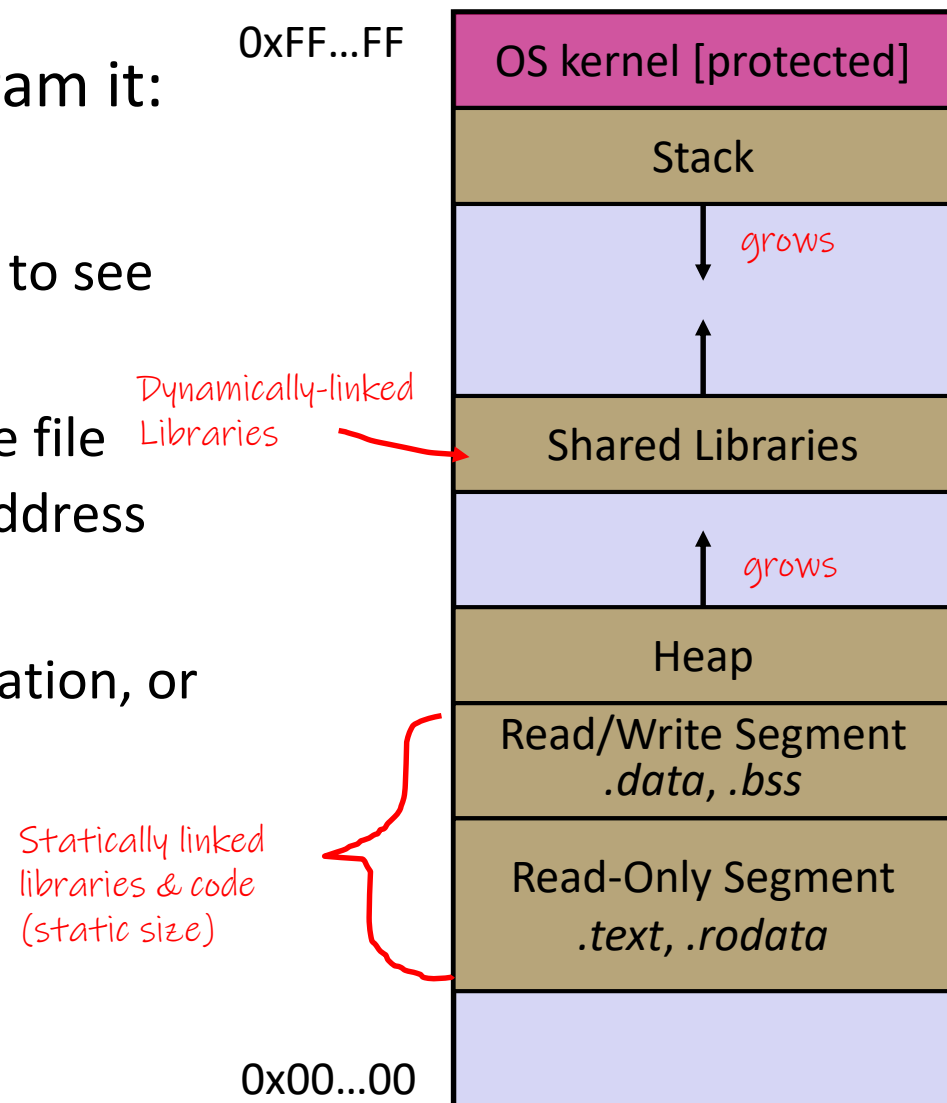 am it:
to see
e file
ddress
ation, or
0xFF…FF
OS kernel [protected]
Stack
grows
Dynamically-linked
Libraries
Shared Libraries
grows
Heap
Read/Write Segment
.data, .bss
Statically linked
libraries & code
(static size)
Read-Only Segment
.text, .rodata
0x00…00